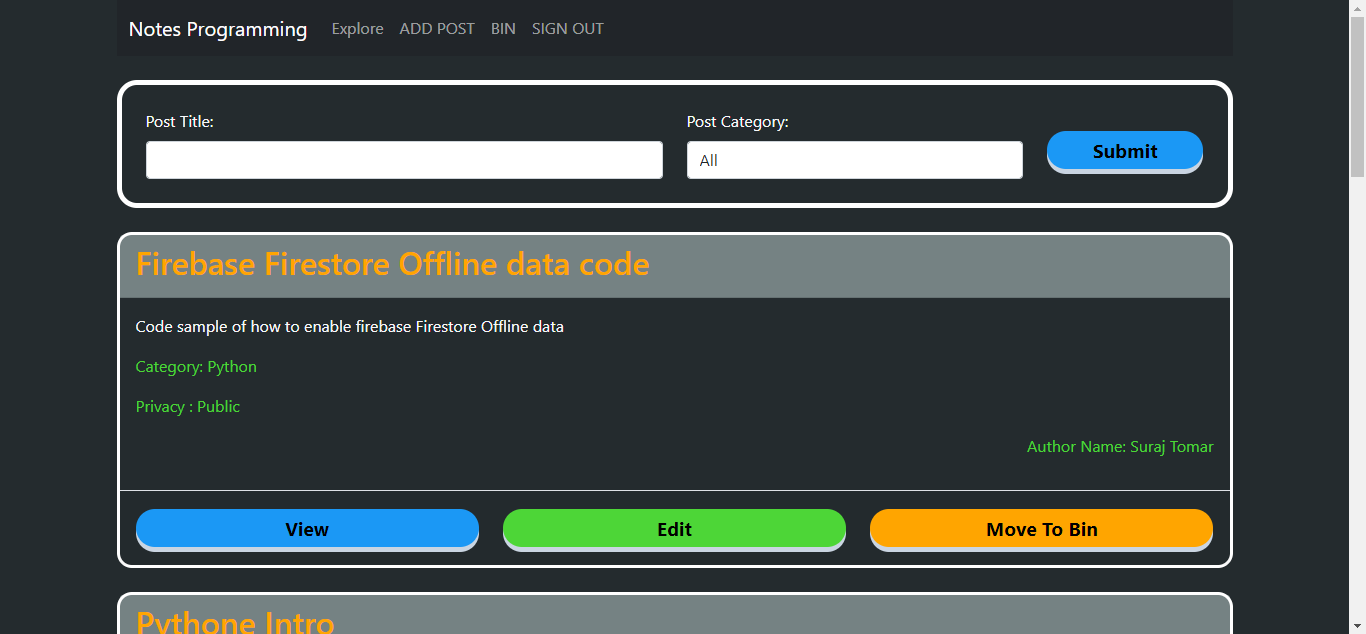 Notes Programming Explore ADD POST BIN SIGN OUT
Post Title: Post Category:
All
Submit
Firebase Firestore Offline data code
Code sample of how to enable firebase Firestore Offline data
Category: Python
Privacy : Public
Author Name: Suraj Tomar
View Edit Move To Bin
Pythone Intro